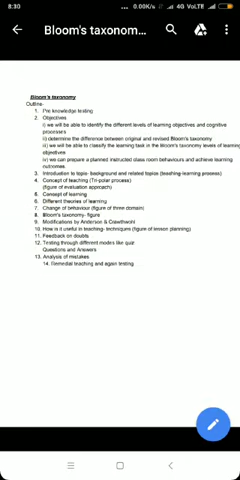 8:30
... 0.00K/s 4G VoLTE
Bloom's taxonom...
Bloom's taxonomy
Outline-
1. Pre knowledge testing
2. Objectives
i) we will be able to identify the different levels of learning objectives and cognitive
processes
ii) determine the difference between original and revised Bloom's taxonomy
iii) we will be able to classify the learning task in the Bloom's taxonomy levels of learning
objectives
iv) we can prepare a planned instructed class room behaviours and achieve learning
outcomes
3. Introduction to topic- background and related topics (teaching-learning process)
4. Concept of teaching (Tri-polar process)
(figure of evaluation approach)
5. Concept of learning
6. Different theories of learning
7. Change of behaviour (figure of three domain)
8. Bloom's taxonomy- figure
9. Modifications by Anderson & Crawthwohl
10. How is it useful in teaching- techniques (figure of lesson planning)
11. Feedback on doubts
12. Testing through different modes like quiz
Questions and Answers
13. Analysis of mistakes
14. Remedial teaching and again testing